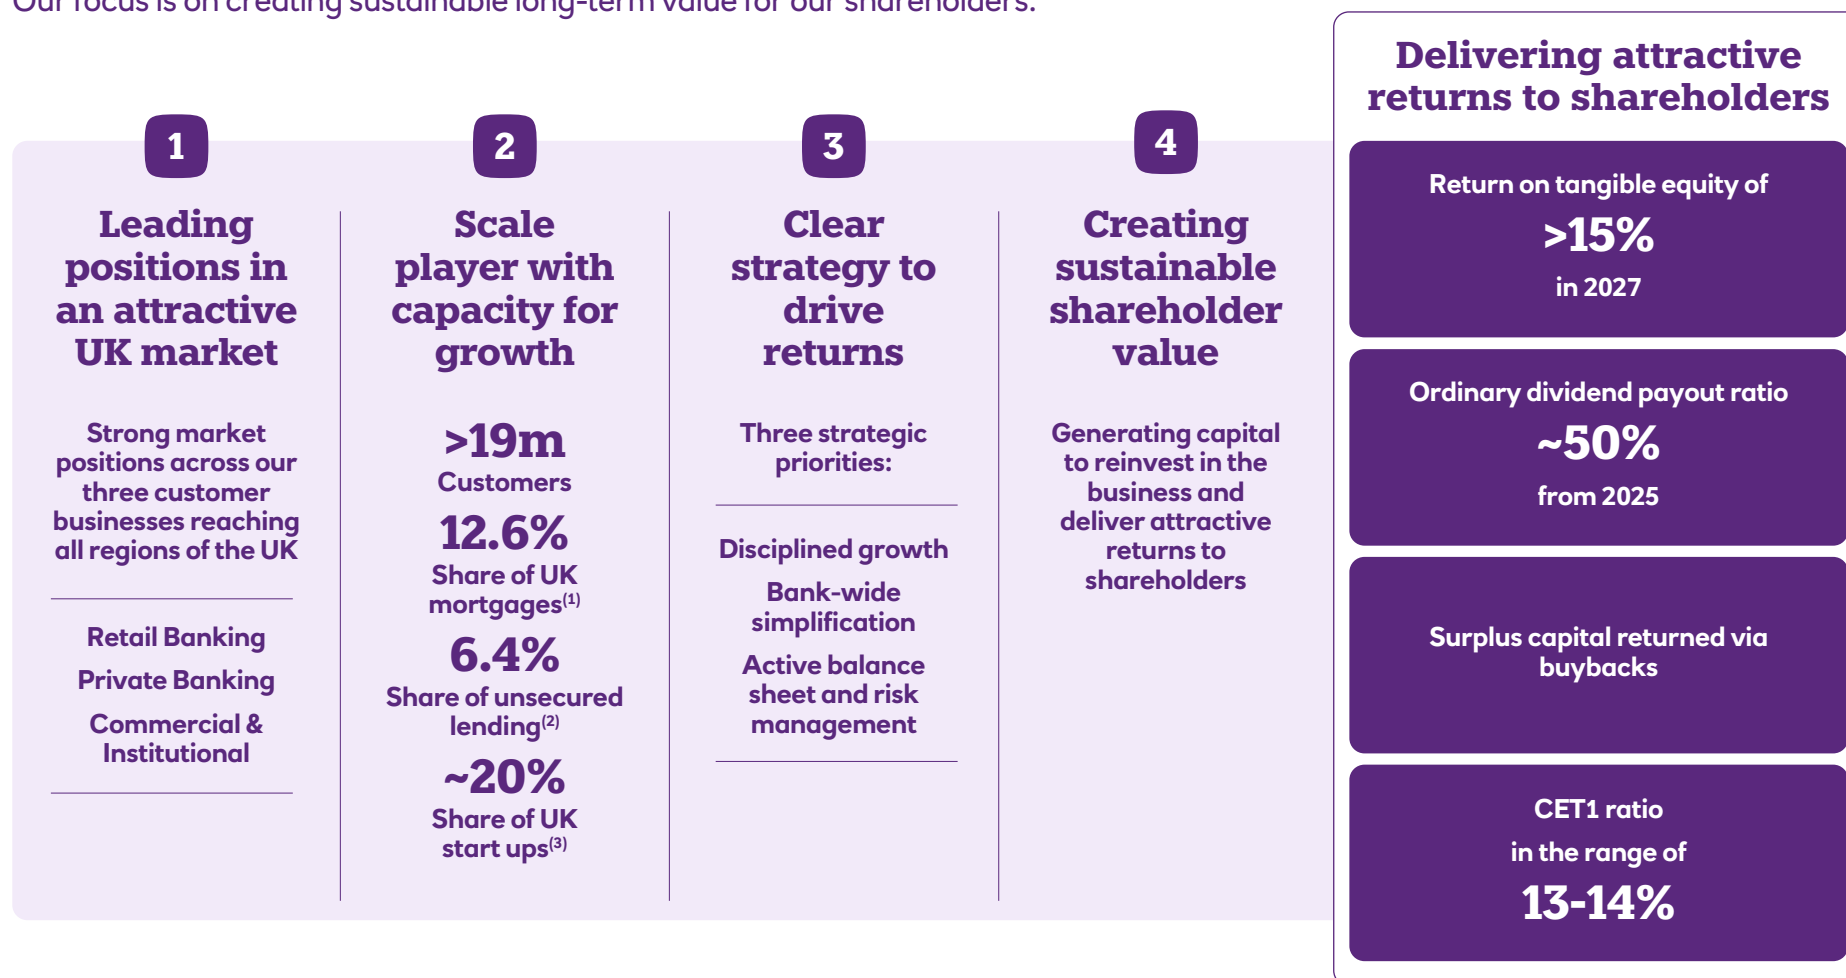 Our focus is on creating sustainable long-term value for our shareholders.
1
Leading
positions in
an attractive
UK market
Strong market
positions across our
three customer
businesses reaching
all regions of the UK
Retail Banking
Private Banking
Commercial &
Institutional
2
Scale
player with
capacity for
growth
>19m
Customers
12.6%
Share of UK
mortgages(1)
6.4%
Share of unsecured
lending(2)
~20%
Share of UK
start ups(3)
3
Clear
strategy to
drive
returns
Three strategic
priorities:
Disciplined growth
Bank-wide
simplification
Active balance
sheet and risk
management
4
Creating
sustainable
shareholder
value
Generating capital
to reinvest in the
business and
deliver attractive
returns to
shareholders
Delivering attractive
returns to shareholders
Return on tangible equity of
>15%
in 2027
Ordinary dividend payout ratio
~50%
from 2025
Surplus capital returned via
buybacks
CET1 ratio
in the range of
13-14%